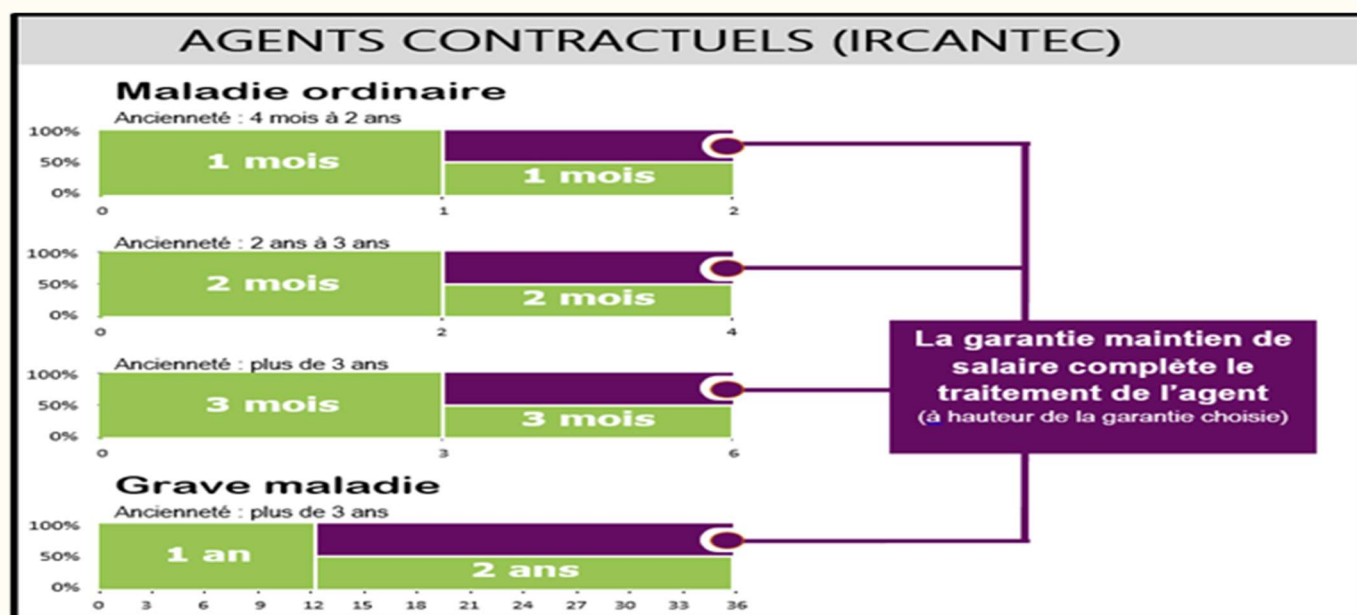 AGENTS CONTRACTUELS (IRCANTEC)
Maladie ordinaire
Ancienneté : 4 mois à 2 ans
100%
50%
0%
1 mois
1 mois
0 1 2
Ancienneté : 2 ans à 3 ans
100%
50%
0%
2 mois
2 mois
0 2 4
Ancienneté : plus de 3 ans
100%
50%
0%
3 mois
3 mois
0 3 6
La garantie maintien de
salaire complète le
traitement de l'agent
(à hauteur de la garantie choisie)
Grave maladie
Ancienneté : plus de 3 ans
100%
50%
0%
1 an
2 ans
0 3 6 9 12 15 18 21 24 27 30 33 36